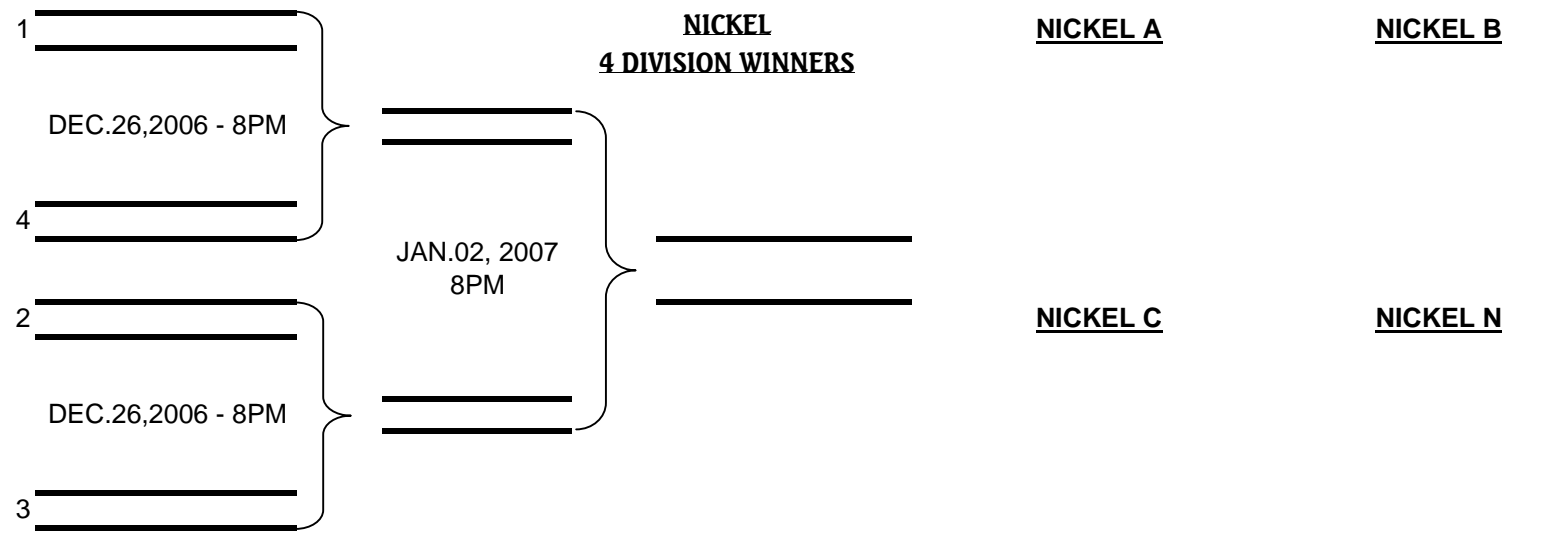 1
DEC.26,2006 - 8PM
4
2
DEC.26,2006 - 8PM
3
JAN.02, 2007
8PM
NICKEL
4 DIVISION WINNERS
NICKEL A
NICKEL B
NICKEL C
NICKEL N